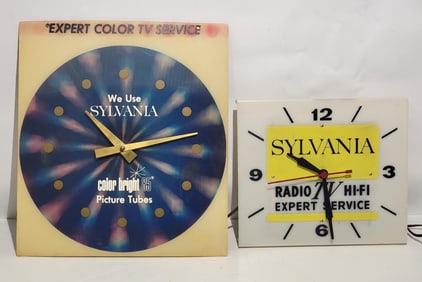 EXPERT COLOR TV SERVICE
We Use
SYLVANIA
color bright 85
Picture Tubes
12
SYLVANIA
9
3
RADIO TV HI-FI
EXPERT SERVICE
6